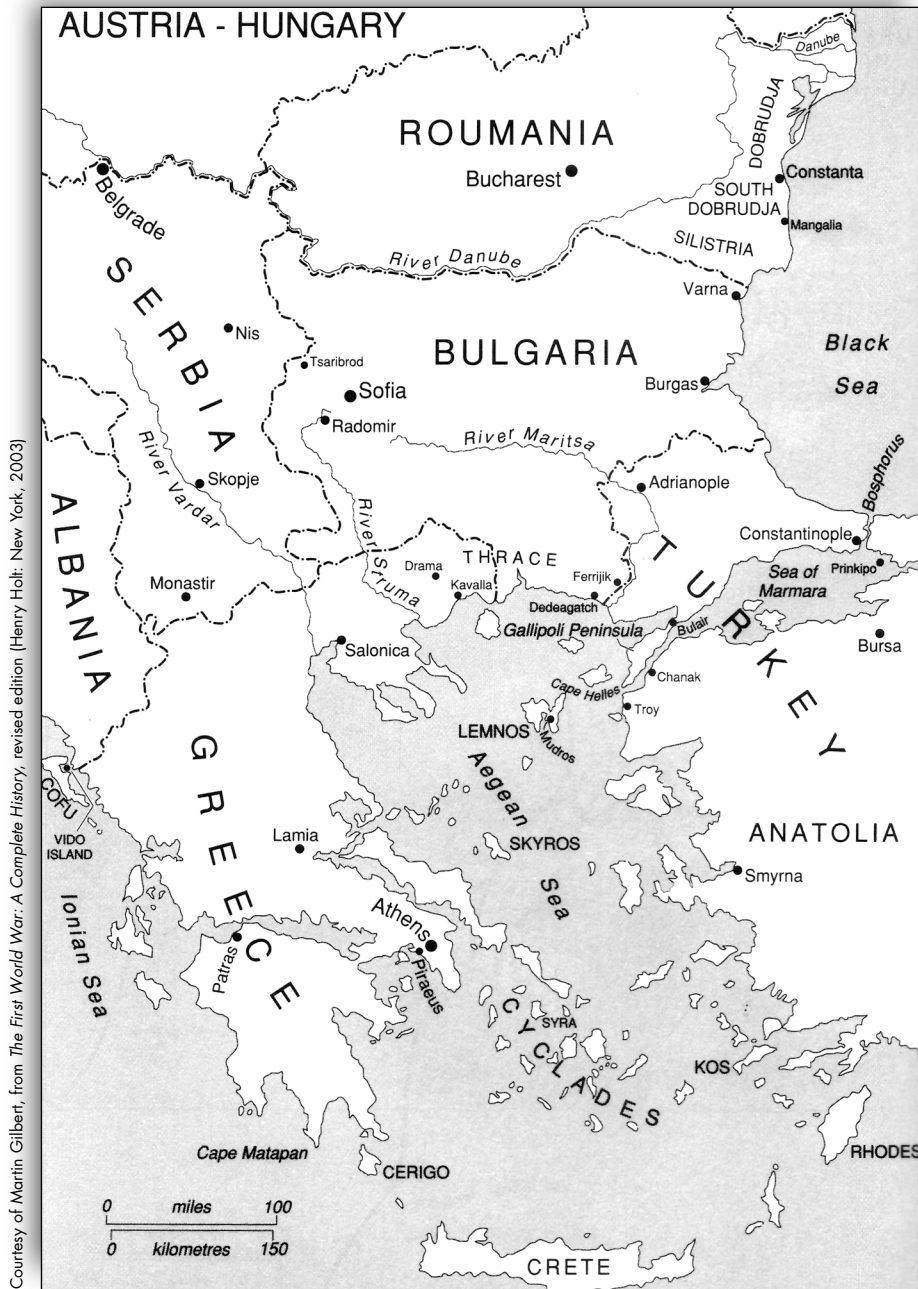 AUSTRIA - HUNGARY
Danube
ROUMANIA
DOBRUDJA
Bucharest
Constanta
Belgrade
SOUTH
DOBRUDJA
Mangalia
SILISTRIA
River Danube
Varna
SERBIA
Nis
BULGARIA
Black
Sea
Tsaribrod
Sofia
Burgas
Radomir
River Maritsa
River Vardar
Skopje
Adrianople
Bosphorus
ALBANIA
River Struma
Constantinople
THRACE
TURKEY
Drama
Sea of
Marmara
Prinkipo
Monastir
Kavalla
Ferrijik
Dedeagatch
Gallipoli Peninsula
Bulair
Bursa
Salonica
Chanak
Cape Helles
Troy
LEMNOS
Mudros
GREECE
Aegean
Sea
COFU
VIDO
ISLAND
Lamia
SKYROS
ANATOLIA
Smyrna
Ionian Sea
Athens
Patras
Piraeus
CYCLADES
SYRA
KOS
Cape Matapan
CERIGO
RHODES
0 miles 100
0 kilometres 150
CRETE
Courtesy of Martin Gilbert, from The First World War: A Complete History, revised edition (Henry Holt: New York, 2003)